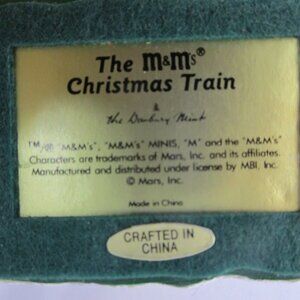 The m&m's®
Christmas Train
&
the Danbury Mint
™/® "M&M's", "M&M's" MINIS, "M" and the "M&M's"
Characters are trademarks of Mars, Inc. and its affiliates.
Manufactured and distributed under license by MBI, Inc.
© Mars, Inc.
Made in China
CRAFTED IN
CHINA